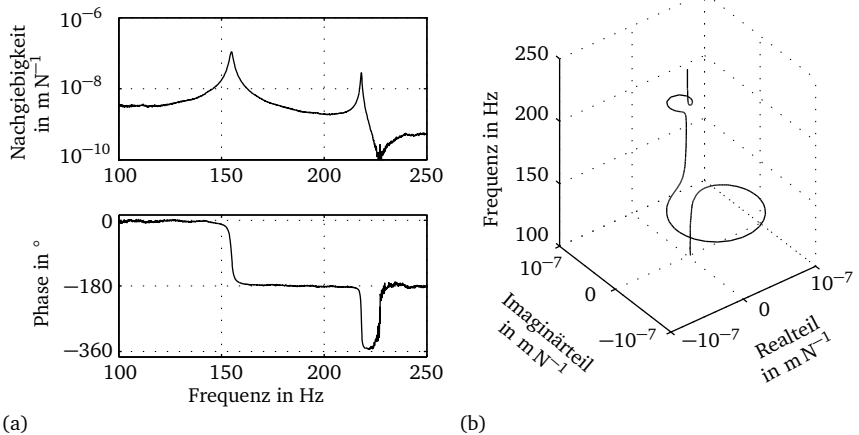 Nachgiebigkeit
in m N⁻¹
10⁻⁶
10⁻⁸
10⁻¹⁰
100
150
200
250
Phase in °
0
−180
−360
100
150
200
250
Frequenz in Hz
(a)
Frequenz in Hz
250
200
150
100
10⁻⁷
0
−10⁻⁷
Imaginärteil
in m N⁻¹
−10⁻⁷
0
10⁻⁷
Realteil
in m N⁻¹
(b)